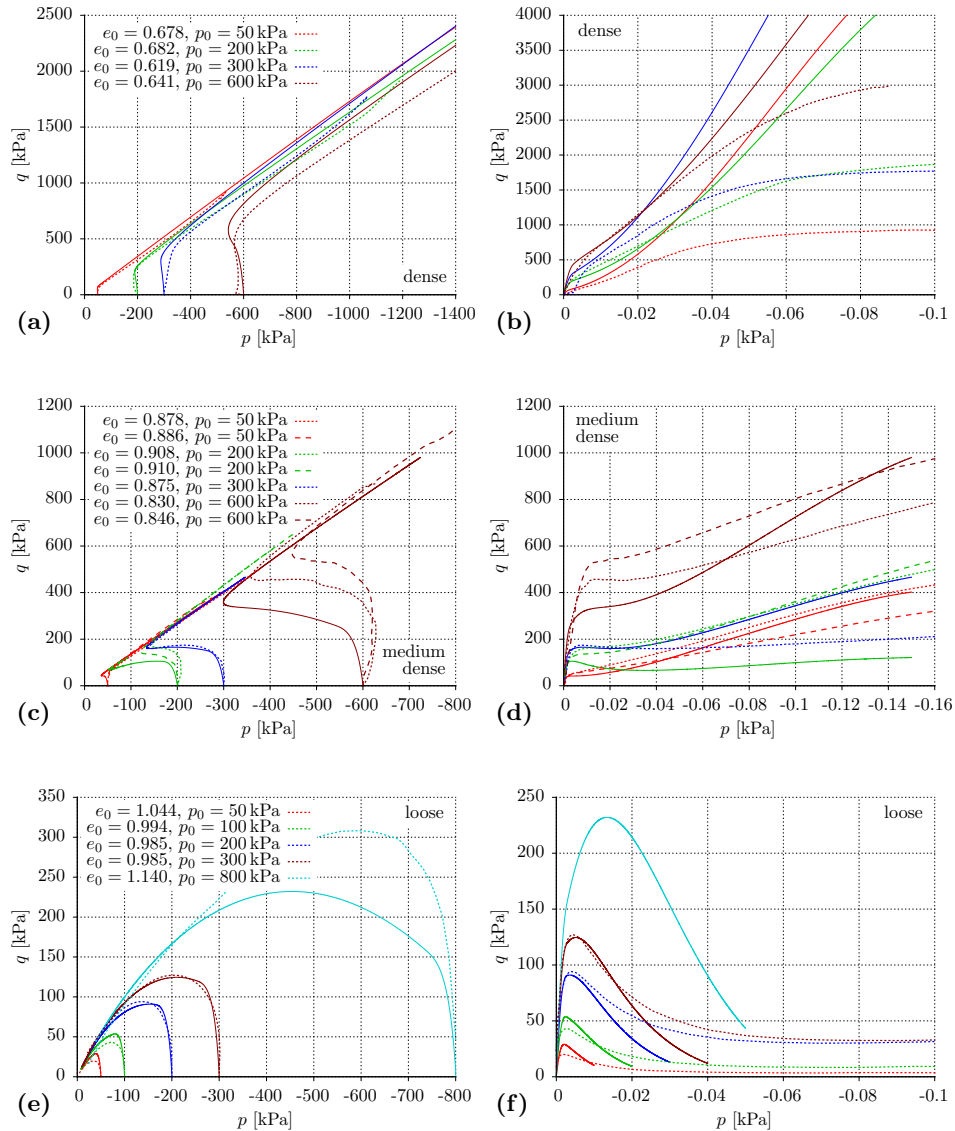 2500
2000
1500
1000
500
0
q [kPa]
e₀ = 0.678, p₀ = 50 kPa
e₀ = 0.682, p₀ = 200 kPa
e₀ = 0.619, p₀ = 300 kPa
e₀ = 0.641, p₀ = 600 kPa
dense
0 -200 -400 -600 -800 -1000 -1200 -1400
p [kPa]
(a)
4000
3500
3000
2500
2000
1500
1000
500
0
q [kPa]
dense
0 -0.02 -0.04 -0.06 -0.08 -0.1
p [kPa]
(b)
1200
1000
800
600
400
200
0
q [kPa]
e₀ = 0.878, p₀ = 50 kPa
e₀ = 0.886, p₀ = 50 kPa
e₀ = 0.908, p₀ = 200 kPa
e₀ = 0.910, p₀ = 200 kPa
e₀ = 0.875, p₀ = 300 kPa
e₀ = 0.830, p₀ = 600 kPa
e₀ = 0.846, p₀ = 600 kPa
medium
dense
0 -100 -200 -300 -400 -500 -600 -700 -800
p [kPa]
(c)
1200
1000
800
600
400
200
0
q [kPa]
medium
dense
0 -0.02 -0.04 -0.06 -0.08 -0.1 -0.12 -0.14 -0.16
p [kPa]
(d)
350
300
250
200
150
100
50
0
q [kPa]
e₀ = 1.044, p₀ = 50 kPa
e₀ = 0.994, p₀ = 100 kPa
e₀ = 0.985, p₀ = 200 kPa
e₀ = 0.985, p₀ = 300 kPa
e₀ = 1.140, p₀ = 800 kPa
loose
0 -100 -200 -300 -400 -500 -600 -700 -800
p [kPa]
(e)
250
200
150
100
50
0
q [kPa]
loose
0 -0.02 -0.04 -0.06 -0.08 -0.1
p [kPa]
(f)